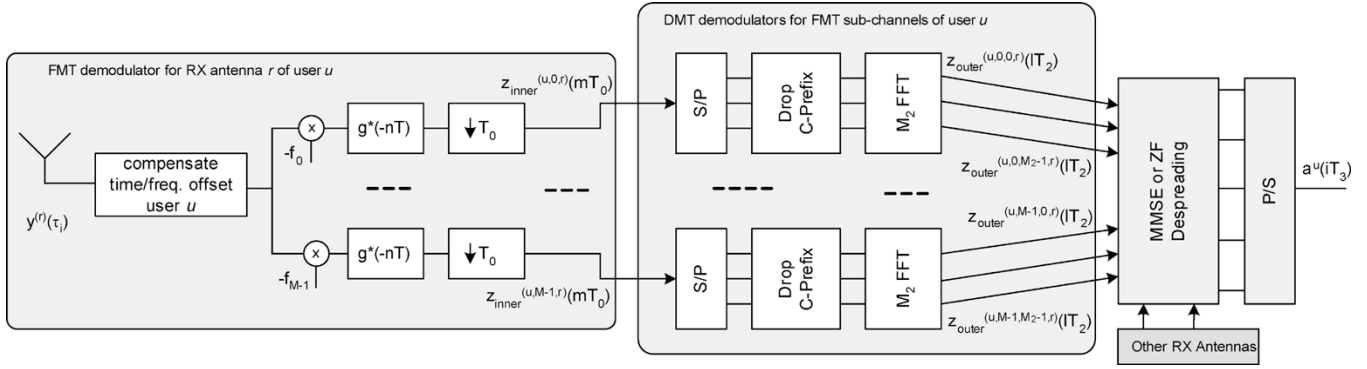 DMT demodulators for FMT sub-channels of user u
FMT demodulator for RX antenna r of user u
y^(r)(τ_i)
compensate
time/freq. offset
user u
x
-f_0
g*(-nT)
↓T_0
z_inner^(u,0,r)(mT_0)
x
-f_M-1
g*(-nT)
↓T_0
z_inner^(u,M-1,r)(mT_0)
S/P
Drop
C-Prefix
M_2 FFT
z_outer^(u,0,0,r)(lT_2)
z_outer^(u,0,M_2-1,r)(lT_2)
S/P
Drop
C-Prefix
M_2 FFT
z_outer^(u,M-1,0,r)(lT_2)
z_outer^(u,M-1,M_2-1,r)(lT_2)
MMSE or ZF
Despreading
P/S
a^u(iT_3)
Other RX Antennas